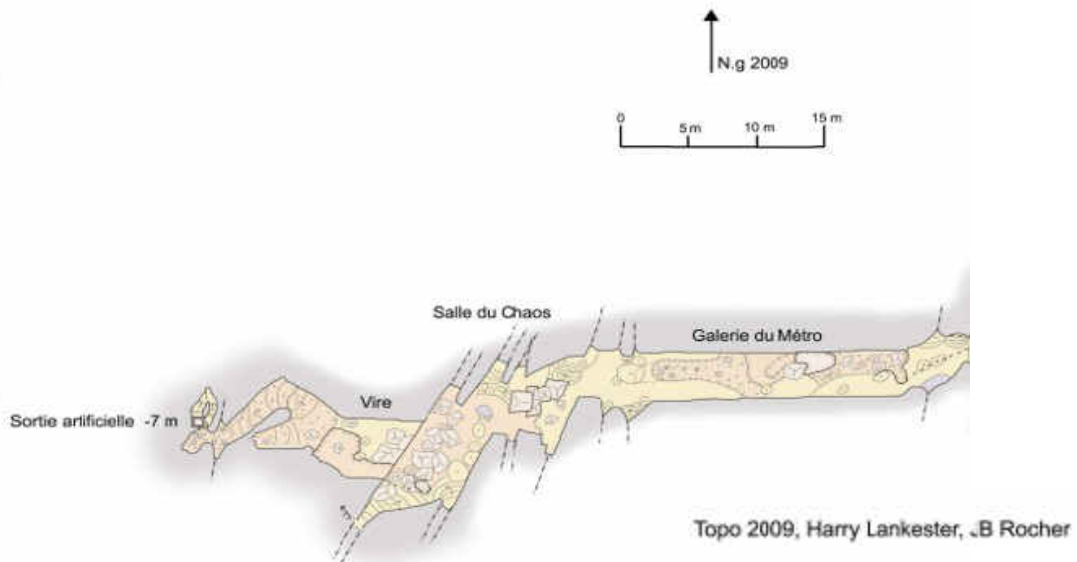 N.g 2009
0 5 m 10 m 15 m
Salle du Chaos
Galerie du Métro
Vire
Sortie artificielle -7 m
Topo 2009, Harry Lankester, JB Rocher